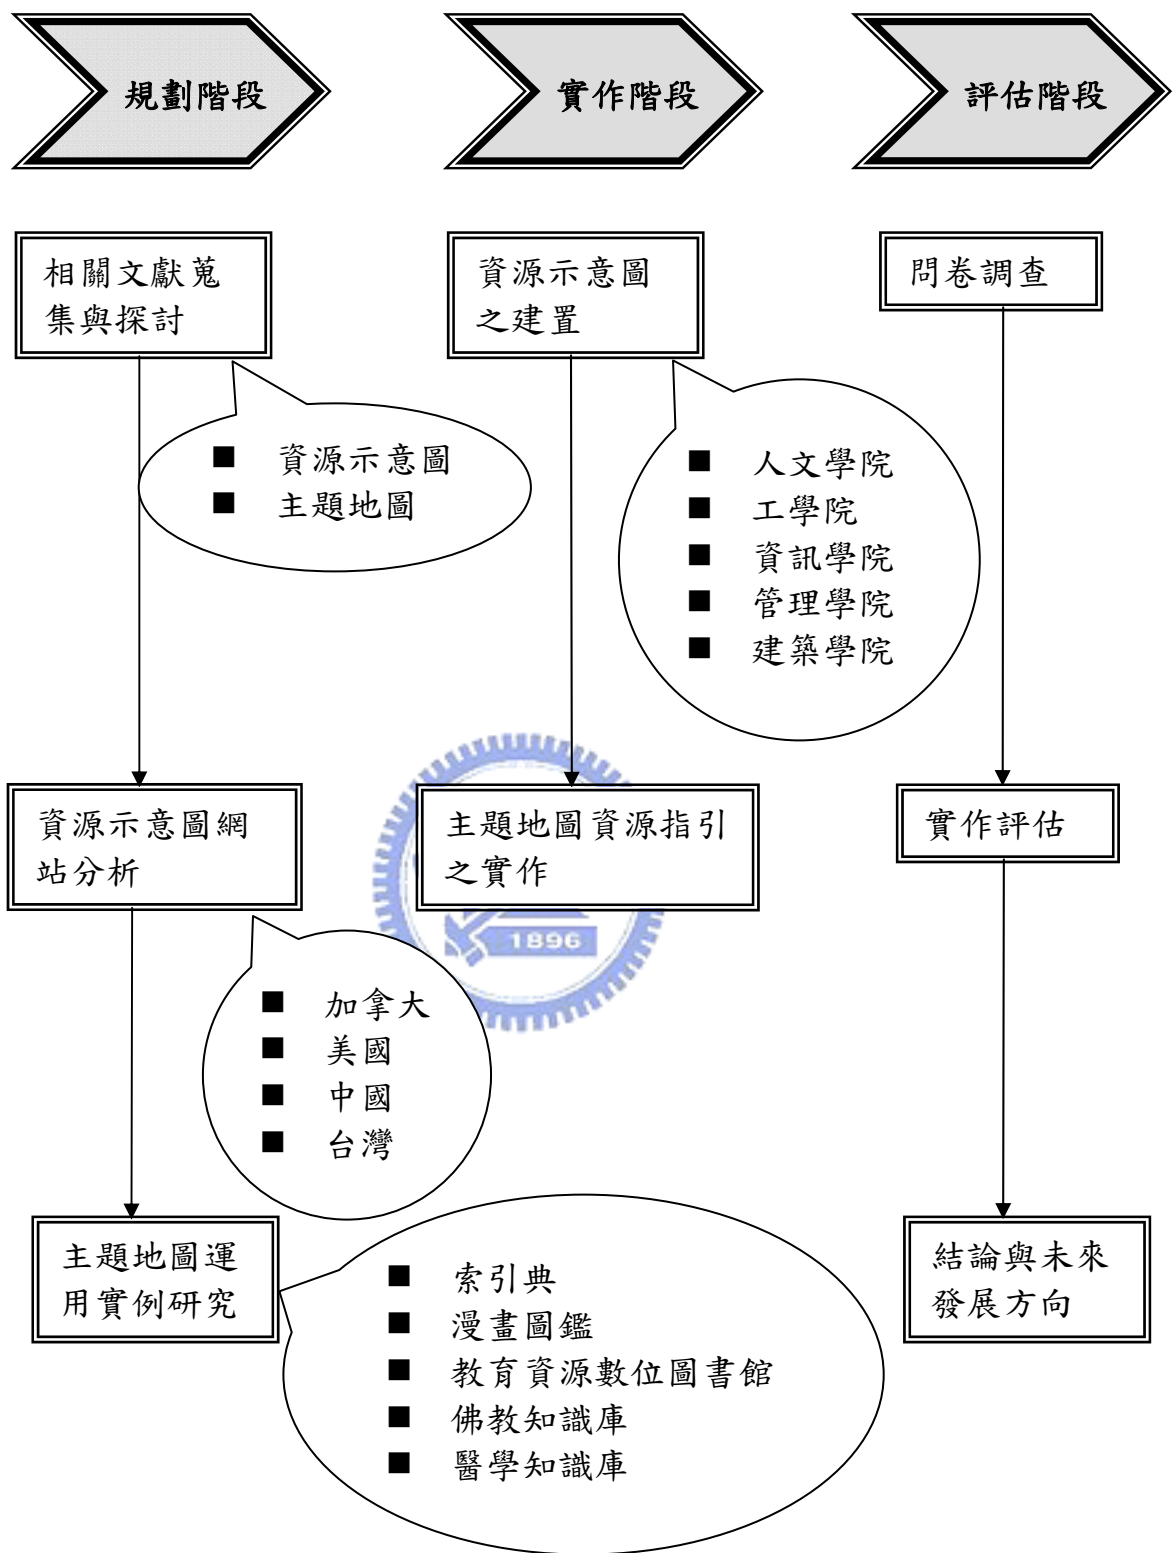 規劃階段
實作階段
評估階段
相關文獻蒐
集與探討
資源示意圖
之建置
問卷調查
■ 資源示意圖
■ 主題地圖
■ 人文學院
■ 工學院
■ 資訊學院
■ 管理學院
■ 建築學院
資源示意圖網
站分析
主題地圖資源指引
之實作
實作評估
1896
■ 加拿大
■ 美國
■ 中國
■ 台灣
主題地圖運
用實例研究
■ 索引典
■ 漫畫圖鑑
■ 教育資源數位圖書館
■ 佛教知識庫
■ 醫學知識庫
結論與未來
發展方向